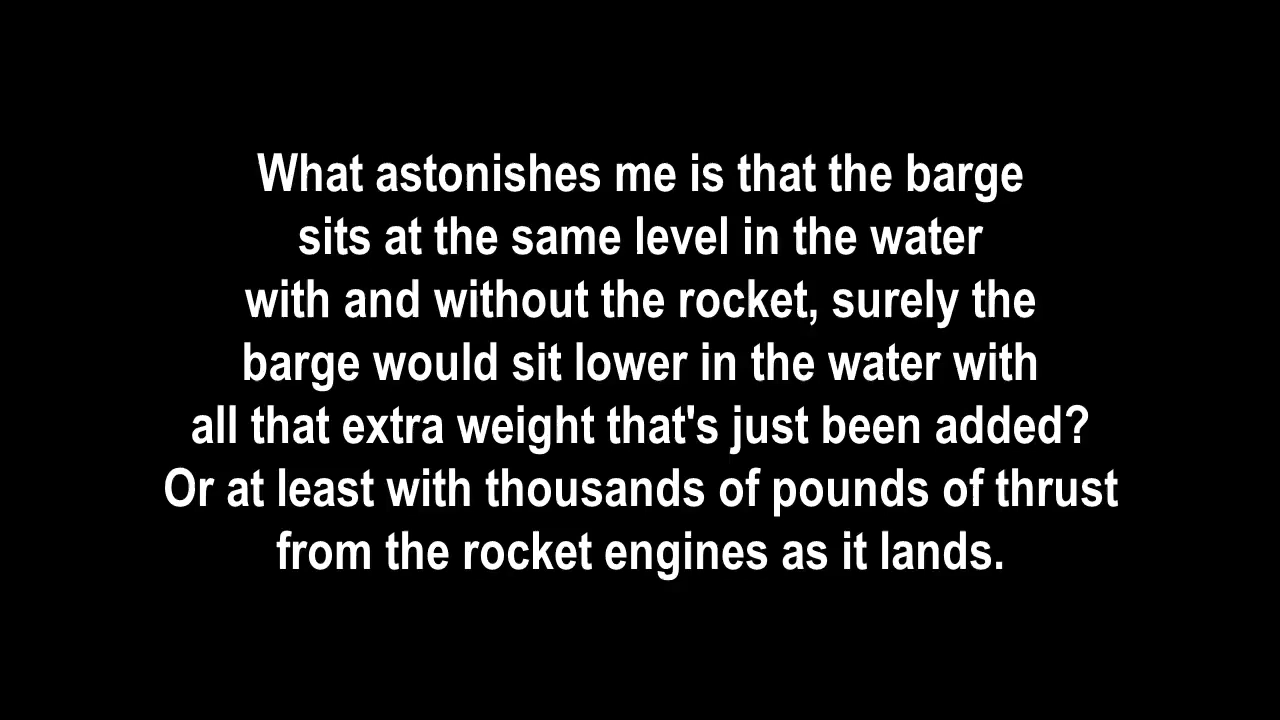 What astonishes me is that the barge
sits at the same level in the water
with and without the rocket, surely the
barge would sit lower in the water with
all that extra weight that's just been added?
Or at least with thousands of pounds of thrust
from the rocket engines as it lands.